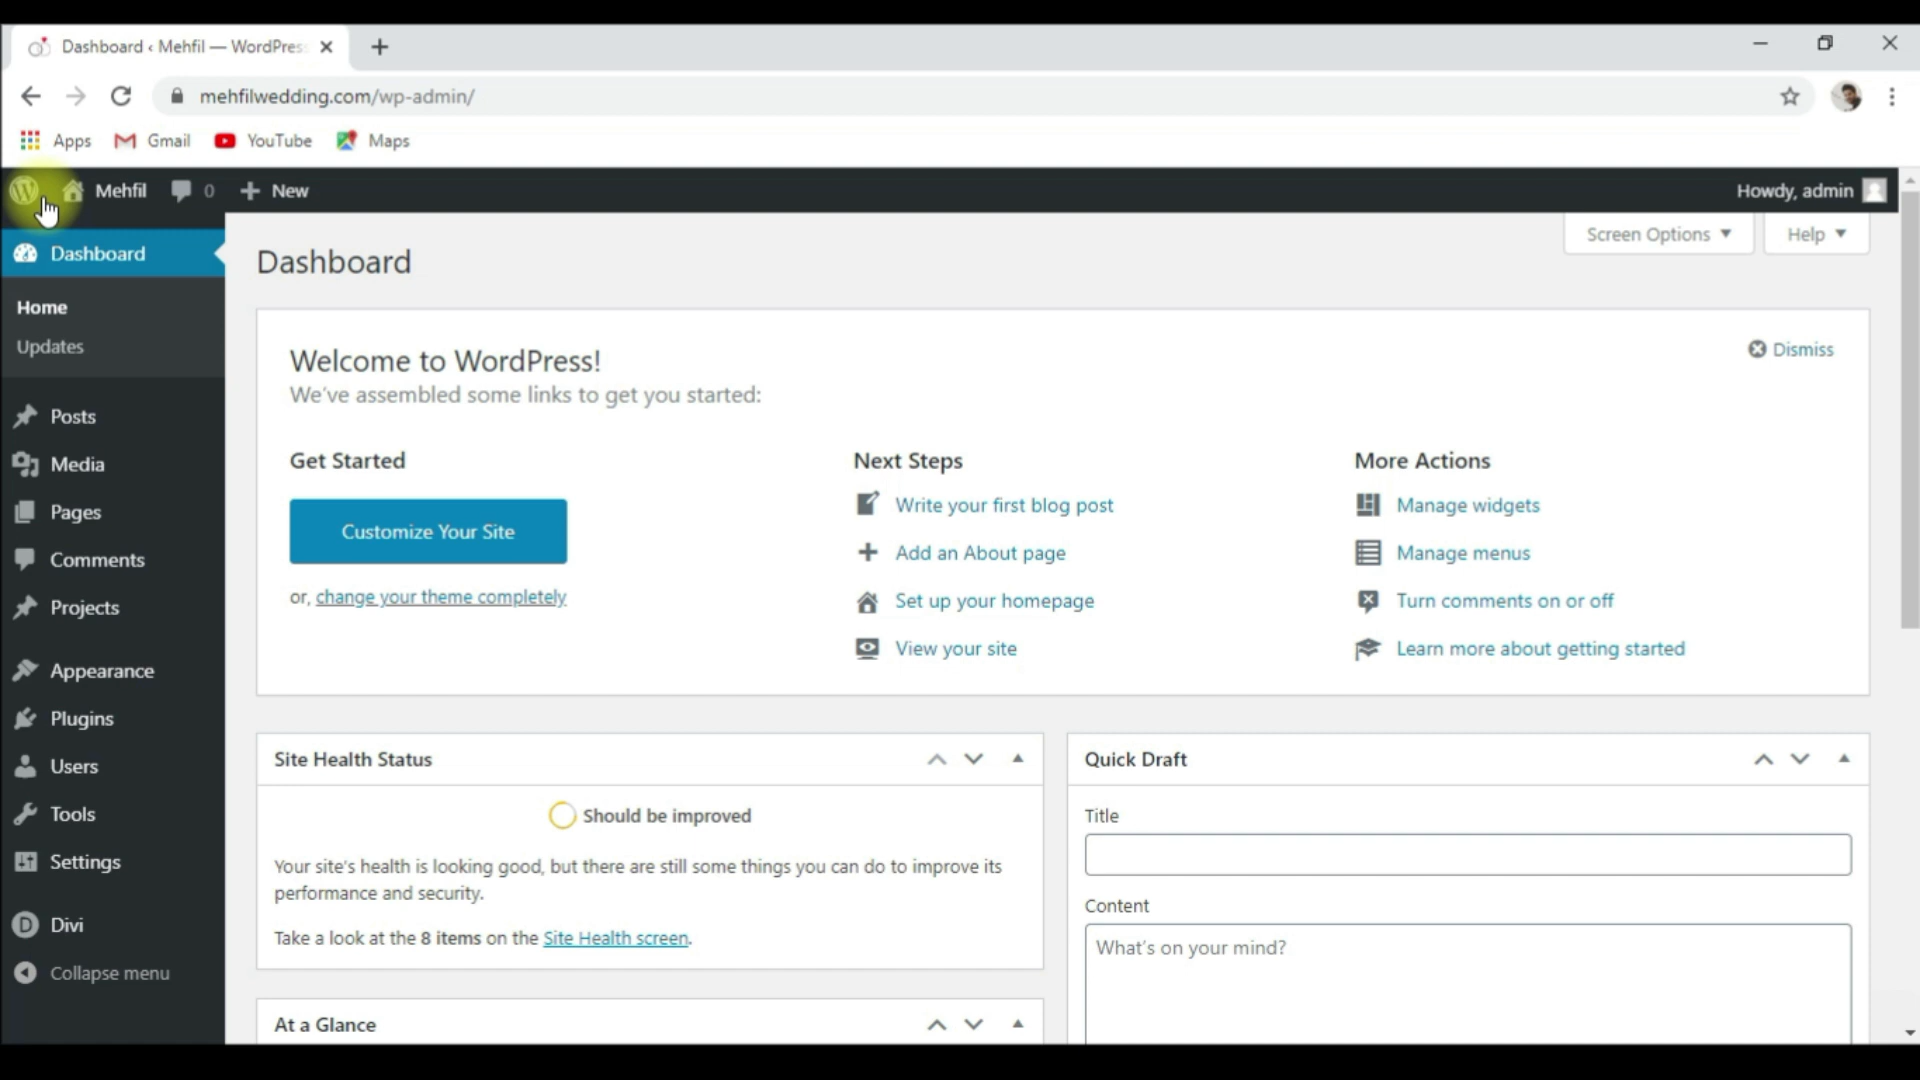 Dashboard ‹ Mehfil — WordPres
mehfilwedding.com/wp-admin/
Apps Gmail YouTube Maps
Mehfil 0 New Howdy, admin
Screen Options Help
Dashboard
Home
Updates
Posts
Media
Pages
Comments
Projects
Appearance
Plugins
Users
Tools
Settings
Divi
Collapse menu
Dashboard
Welcome to WordPress!
Dismiss
We've assembled some links to get you started:
Get Started
Customize Your Site
or, change your theme completely
Next Steps
Write your first blog post
Add an About page
Set up your homepage
View your site
More Actions
Manage widgets
Manage menus
Turn comments on or off
Learn more about getting started
Site Health Status
Should be improved
Your site's health is looking good, but there are still some things you can do to improve its
performance and security.
Take a look at the 8 items on the Site Health screen.
At a Glance
Quick Draft
Title
Content
What's on your mind?